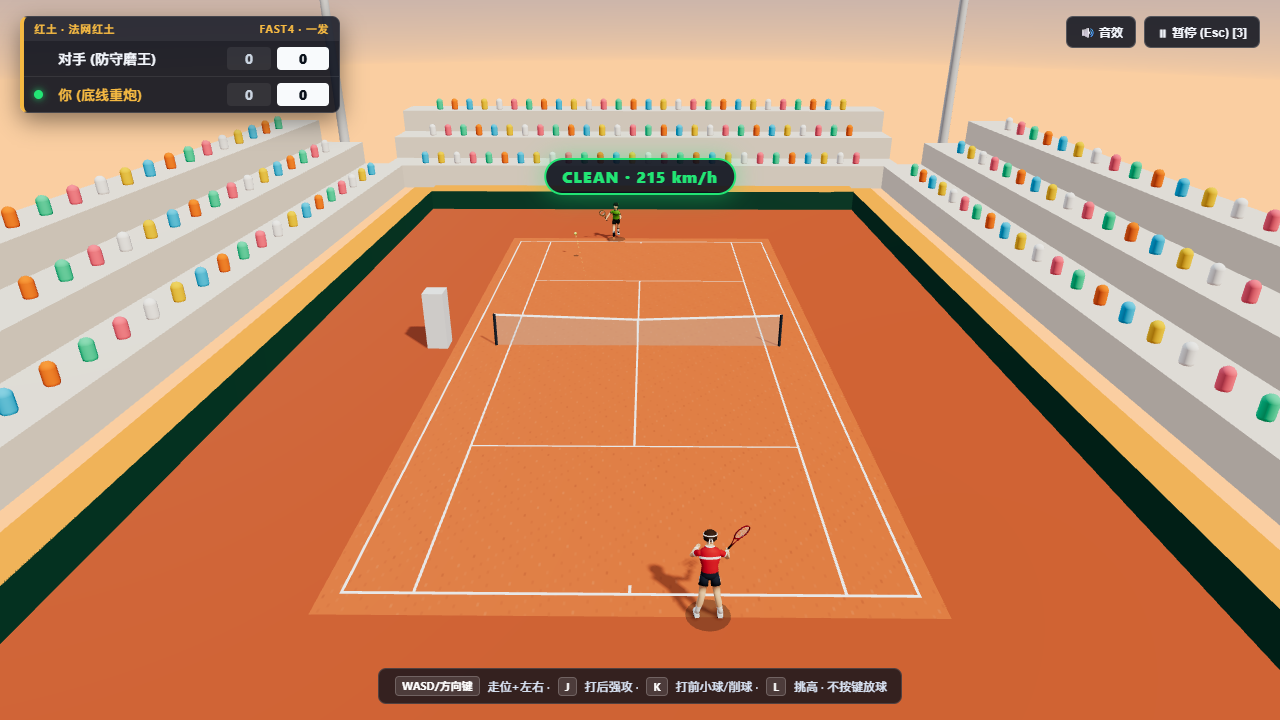 红土 · 法网红土 FAST4 · 一发
对手 (防守磨王) 0 0
你 (底线重炮) 0 0
音效
暂停 (Esc) [3]
CLEAN · 215 km/h
WASD/方向键 走位+左右 · J 打后强攻 · K 打前小球/削球 · L 挑高 · 不按键放球